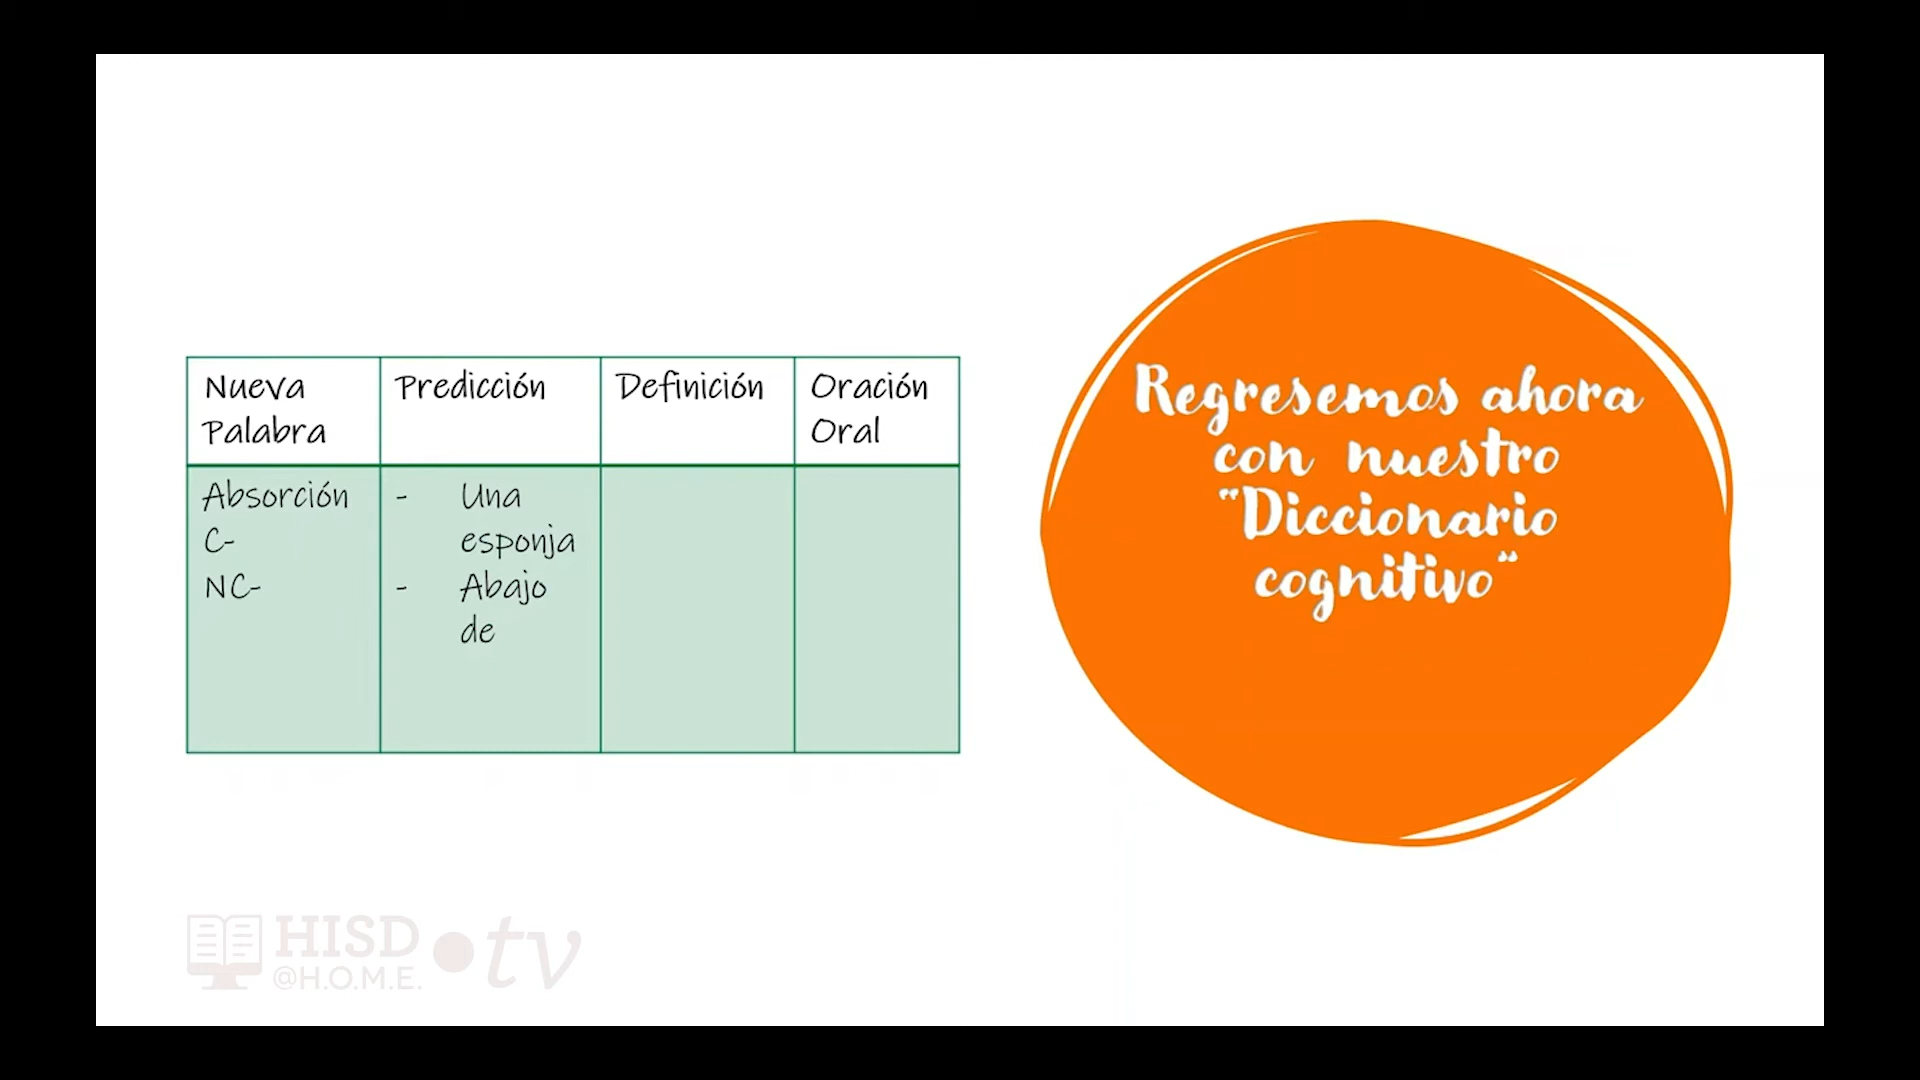 Nueva Palabra
Predicción
Definición
Oración Oral
Absorción
C-
NC-
- Una
esponja
- Abajo
de
Regresemos ahora
con nuestro
"Diccionario
cognitivo"
HISD
@H.O.M.E.
tv